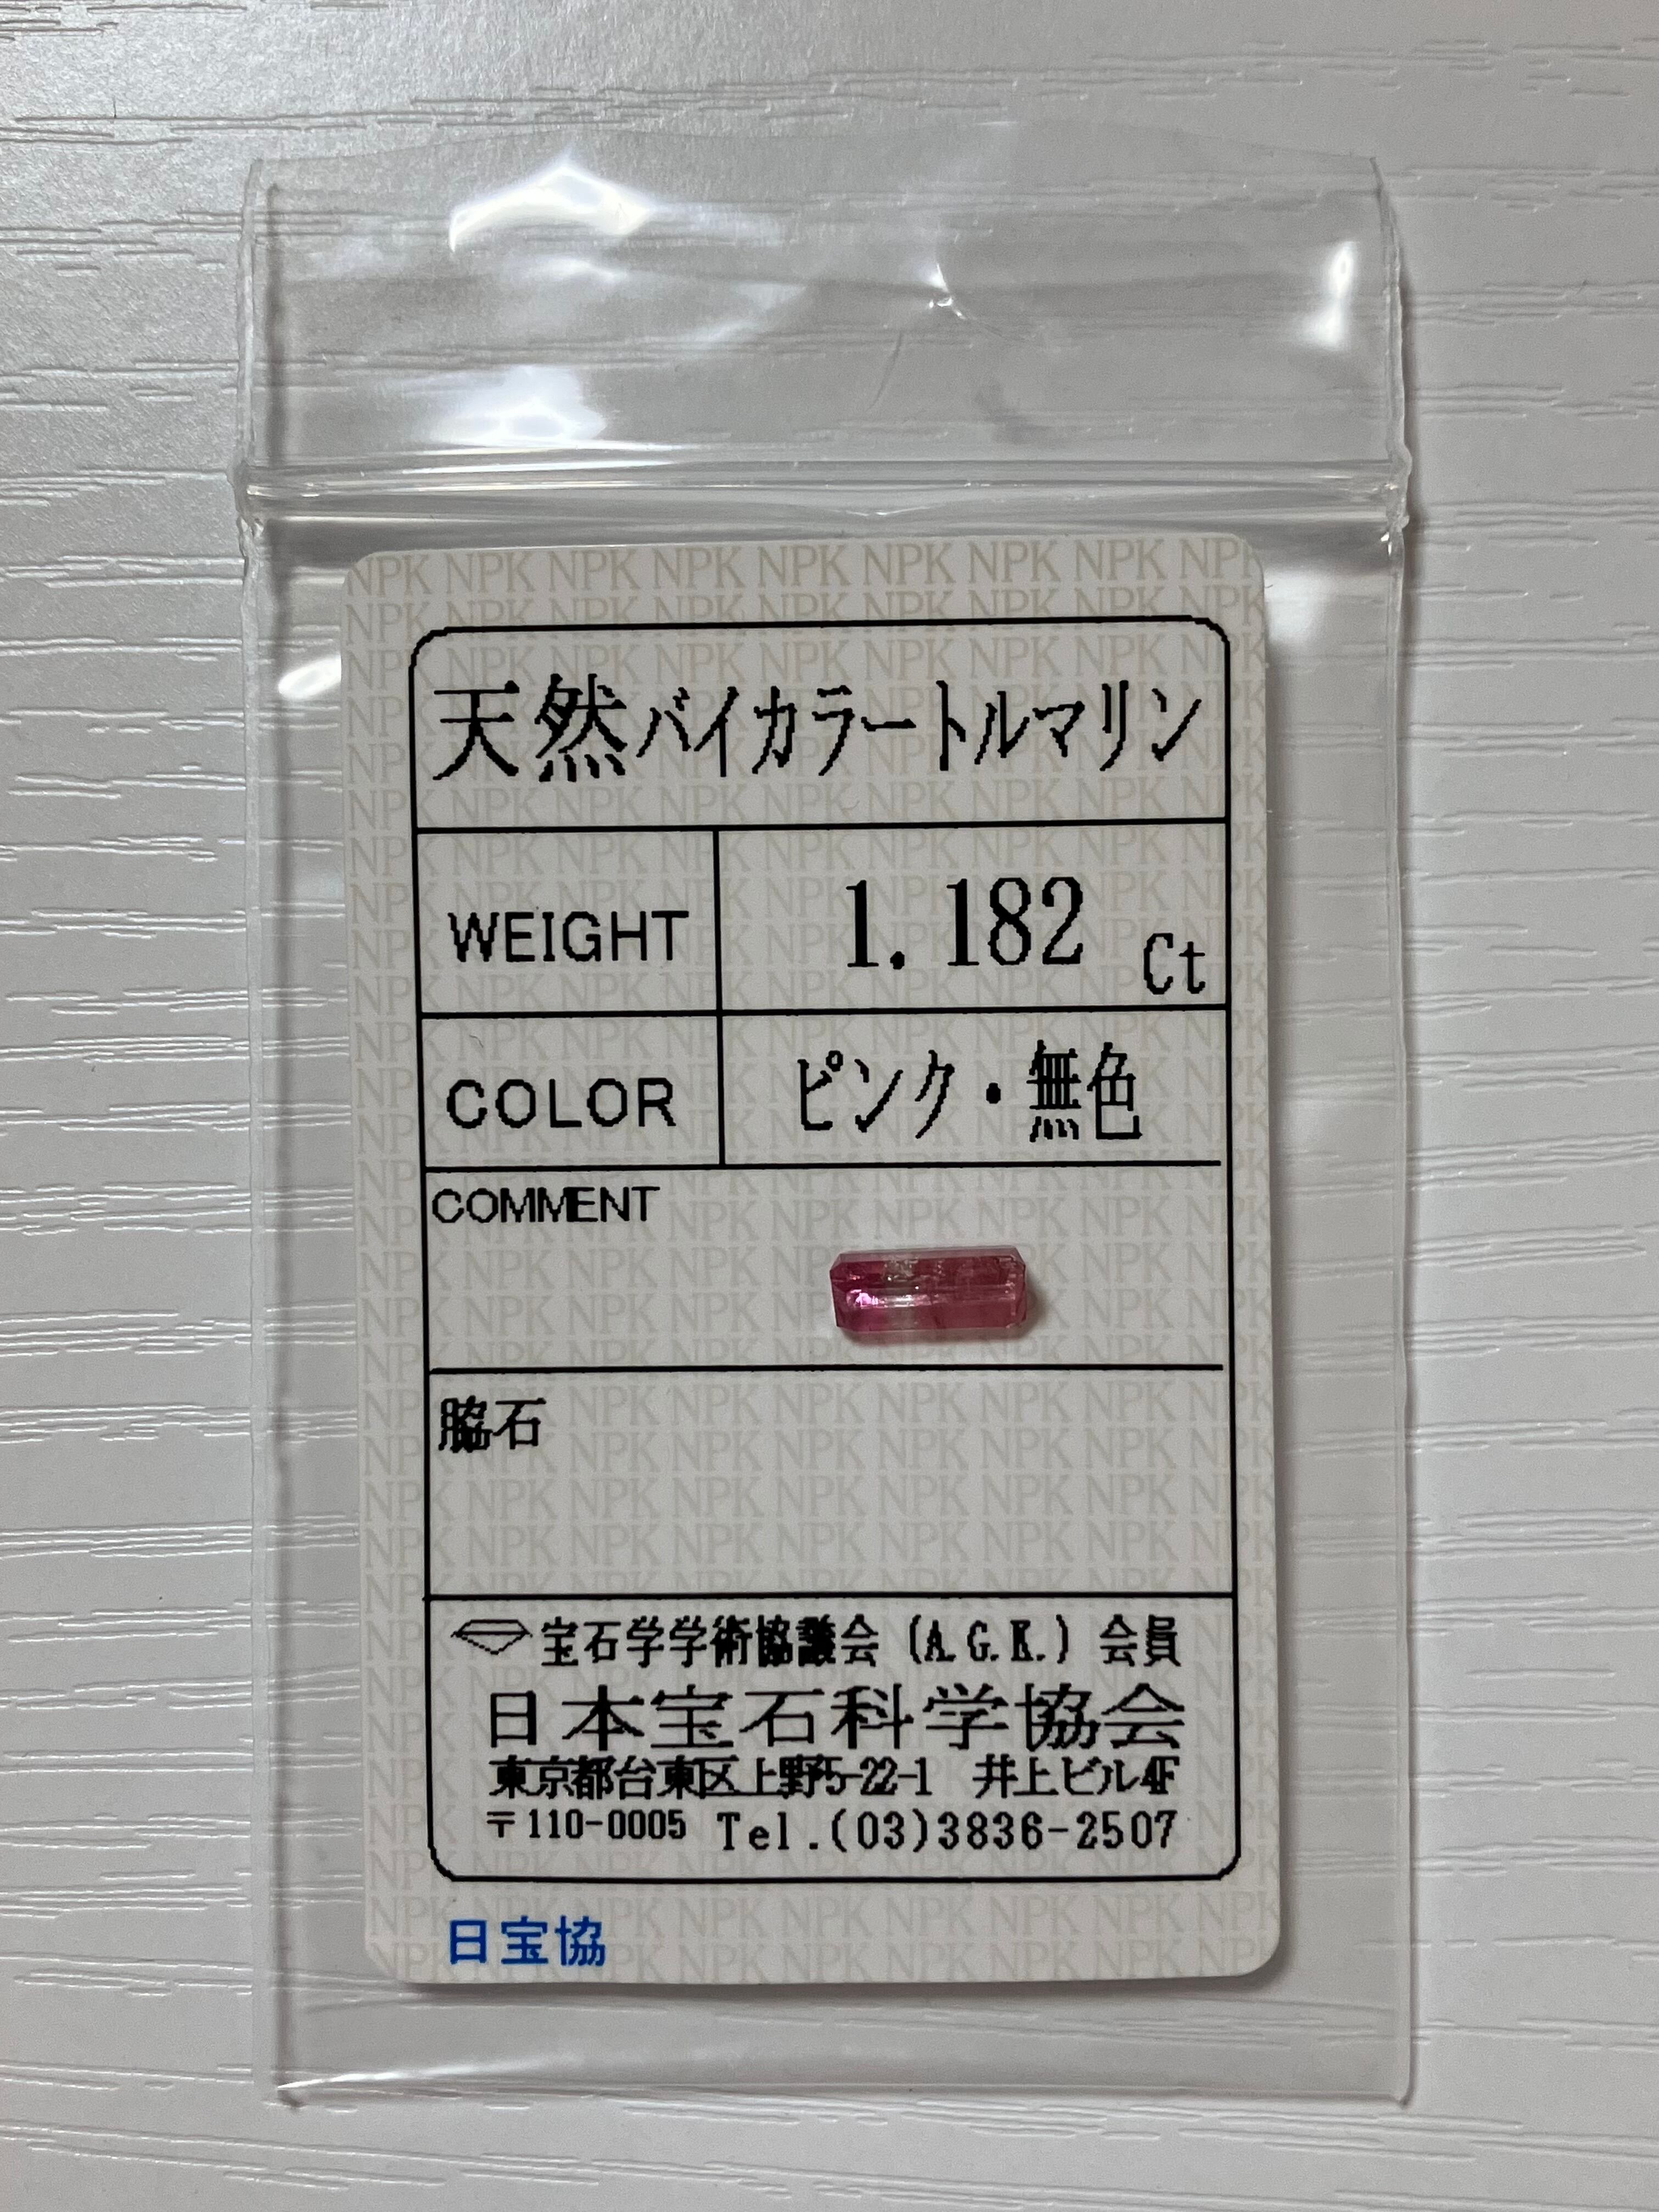 天然バイカラートルマリン
WEIGHT 1.182 Ct
COLOR ピンク・無色
COMMENT
脇石
宝石学学術協議会 (A.G.K.) 会員
日本宝石科学協会
東京都台東区上野5-22-1 井上ビル4F
〒110-0005 Tel.(03)3836-2507
日宝協